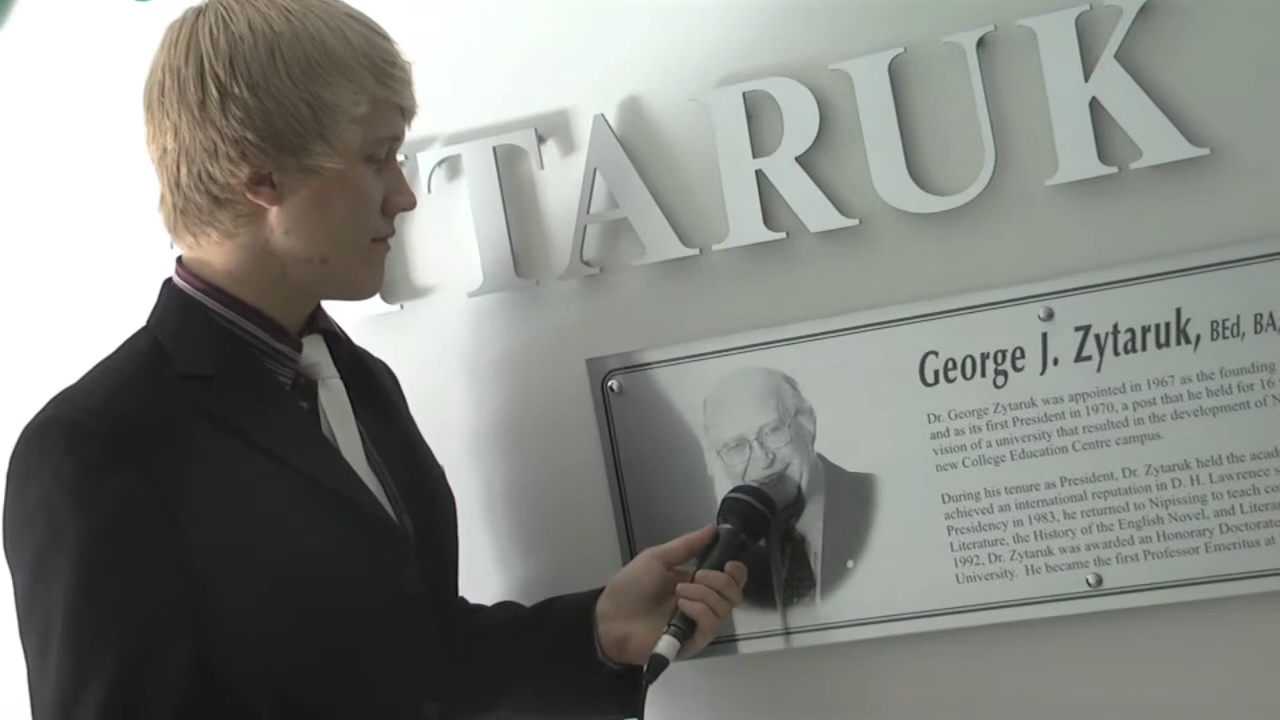 TARUK
George J. Zytaruk, BEd, BA,
Dr. George Zytaruk was appointed in 1967 as the founding
and as its first President in 1970, a post that he held for 16
vision of a university that resulted in the development of N
new College Education Centre campus.
During his tenure as President, Dr. Zytaruk held the acad
achieved an international reputation in D. H. Lawrence s
Presidency in 1983, he returned to Nipissing to teach co
Literature, the History of the English Novel, and Litera
1992, Dr. Zytaruk was awarded an Honorary Doctorate
University. He became the first Professor Emeritus at